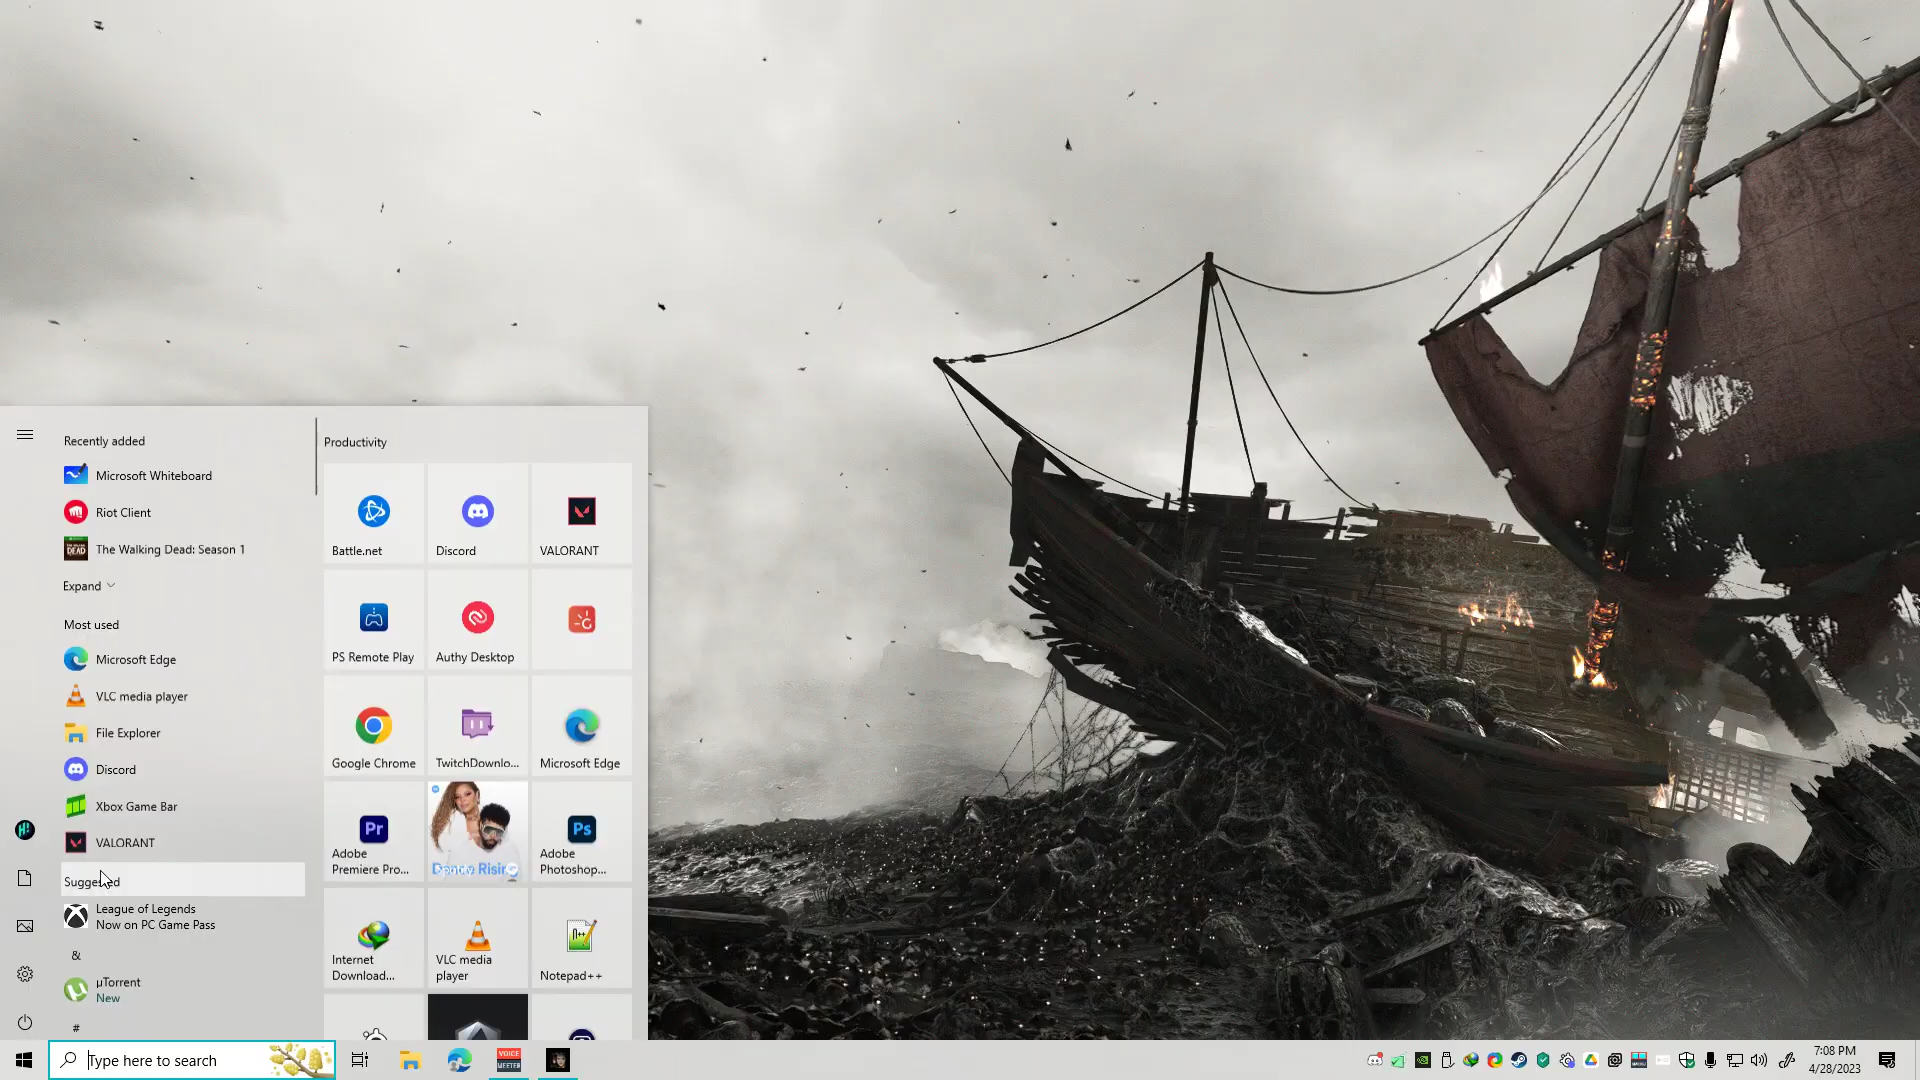 Recently added
Microsoft Whiteboard
Riot Client
The Walking Dead: Season 1
Expand
Most used
Microsoft Edge
VLC media player
File Explorer
Discord
Xbox Game Bar
VALORANT
Suggested
League of Legends
Now on PC Game Pass
&
µTorrent
New
#
Productivity
Battle.net
Discord
VALORANT
PS Remote Play
Authy Desktop
Google Chrome
TwitchDownlo...
Microsoft Edge
Adobe
Premiere Pro...
Adobe
Photoshop...
Internet
Download...
VLC media
player
Notepad++
Type here to search
VOICE
MEETER
7:08 PM
4/28/2023